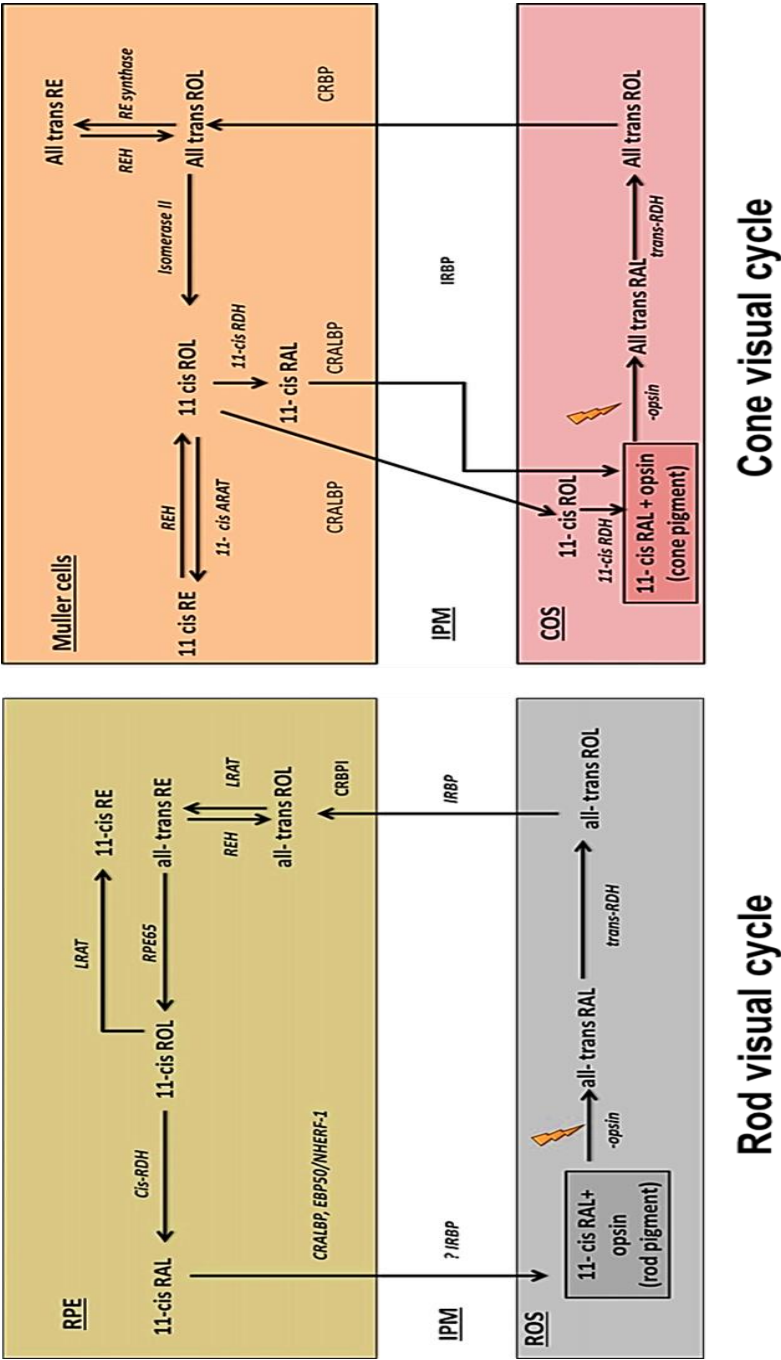 RPE
11-cis RAL
Cis-RDH
11-cis ROL
LRAT
11-cis RE
RPE65
all- trans RE
REH
LRAT
all- trans ROL
CRALBP, EBP50/NHERF-1
CRBPI
IPM
? IRBP
IRBP
ROS
11- cis RAL+
opsin
(rod pigment)
-opsin
all- trans RAL
trans-RDH
all- trans ROL
Rod visual cycle
Muller cells
All trans RE
REH
RE synthase
All trans ROL
Isomerase II
11 cis ROL
REH
11- cis ARAT
11 cis RE
11-cis RDH
11- cis RAL
CRALBP
CRALBP
CRBP
IPM
IRBP
COS
11- cis ROL
11-cis RDH
11- cis RAL + opsin
(cone pigment)
-opsin
All trans RAL
trans-RDH
All trans ROL
Cone visual cycle